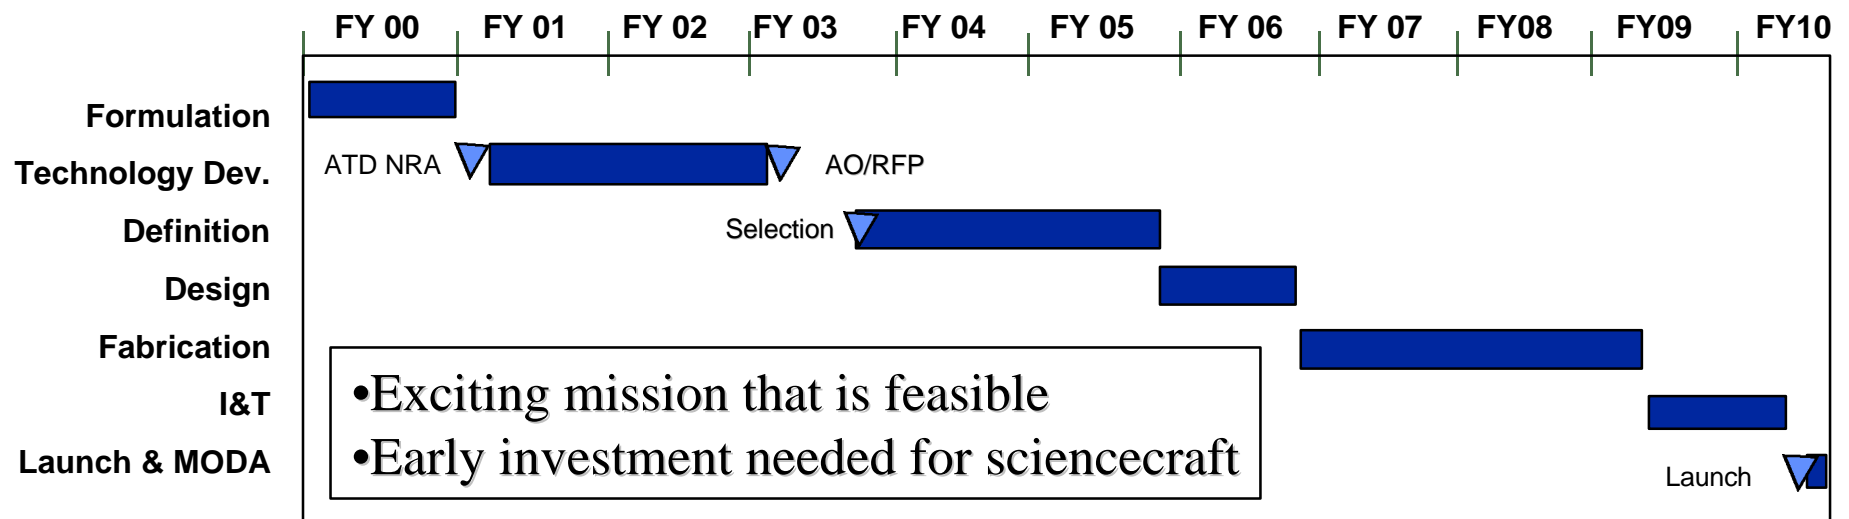 FY 00 FY 01 FY 02 FY 03 FY 04 FY 05 FY 06 FY 07 FY08 FY09 FY10
Formulation
Technology Dev. ATD NRA AO/RFP
Definition Selection
Design
Fabrication
•Exciting mission that is feasible
I&T
•Early investment needed for sciencecraft
Launch & MODA Launch